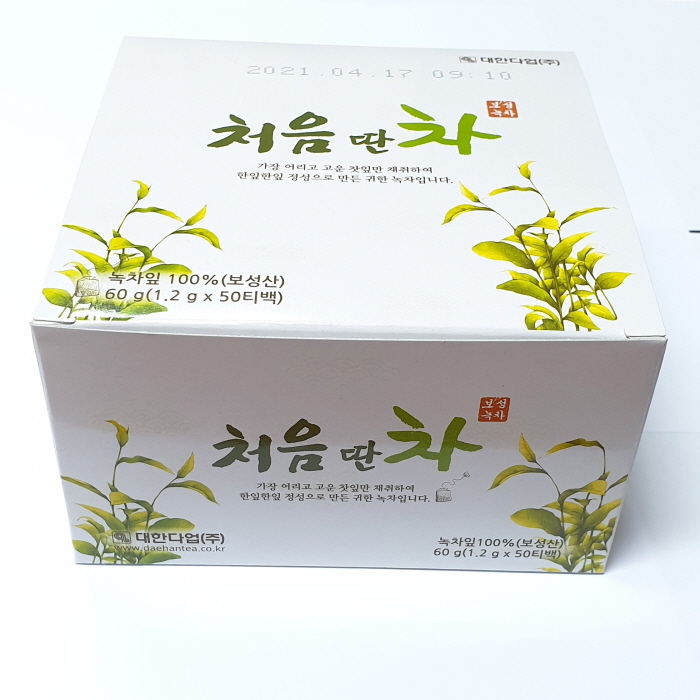 대한다업(주)
2021.04.17 09:10
처음 딴 차
보성
녹차
가장 어리고 고운 찻잎만 채취하여
한잎한잎 정성으로 만든 귀한 녹차입니다.
녹차잎 100%(보성산)
60 g(1.2 g x 50티백)
처음 딴 차
보성
녹차
가장 어리고 고운 찻잎만 채취하여
한잎한잎 정성으로 만든 귀한 녹차입니다.
대한다업(주)
www.daehantea.co.kr
녹차잎100%(보성산)
60 g(1.2 g x 50티백)